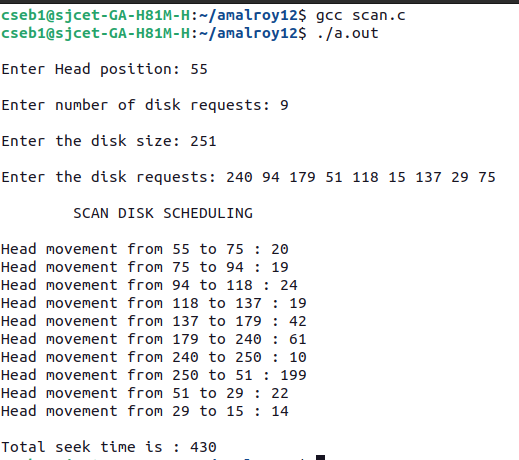 cseb1@sjcet-GA-H81M-H:~/amalroy12$ gcc scan.c
cseb1@sjcet-GA-H81M-H:~/amalroy12$ ./a.out
Enter Head position: 55
Enter number of disk requests: 9
Enter the disk size: 251
Enter the disk requests: 240 94 179 51 118 15 137 29 75
SCAN DISK SCHEDULING
Head movement from 55 to 75 : 20
Head movement from 75 to 94 : 19
Head movement from 94 to 118 : 24
Head movement from 118 to 137 : 19
Head movement from 137 to 179 : 42
Head movement from 179 to 240 : 61
Head movement from 240 to 250 : 10
Head movement from 250 to 51 : 199
Head movement from 51 to 29 : 22
Head movement from 29 to 15 : 14
Total seek time is : 430